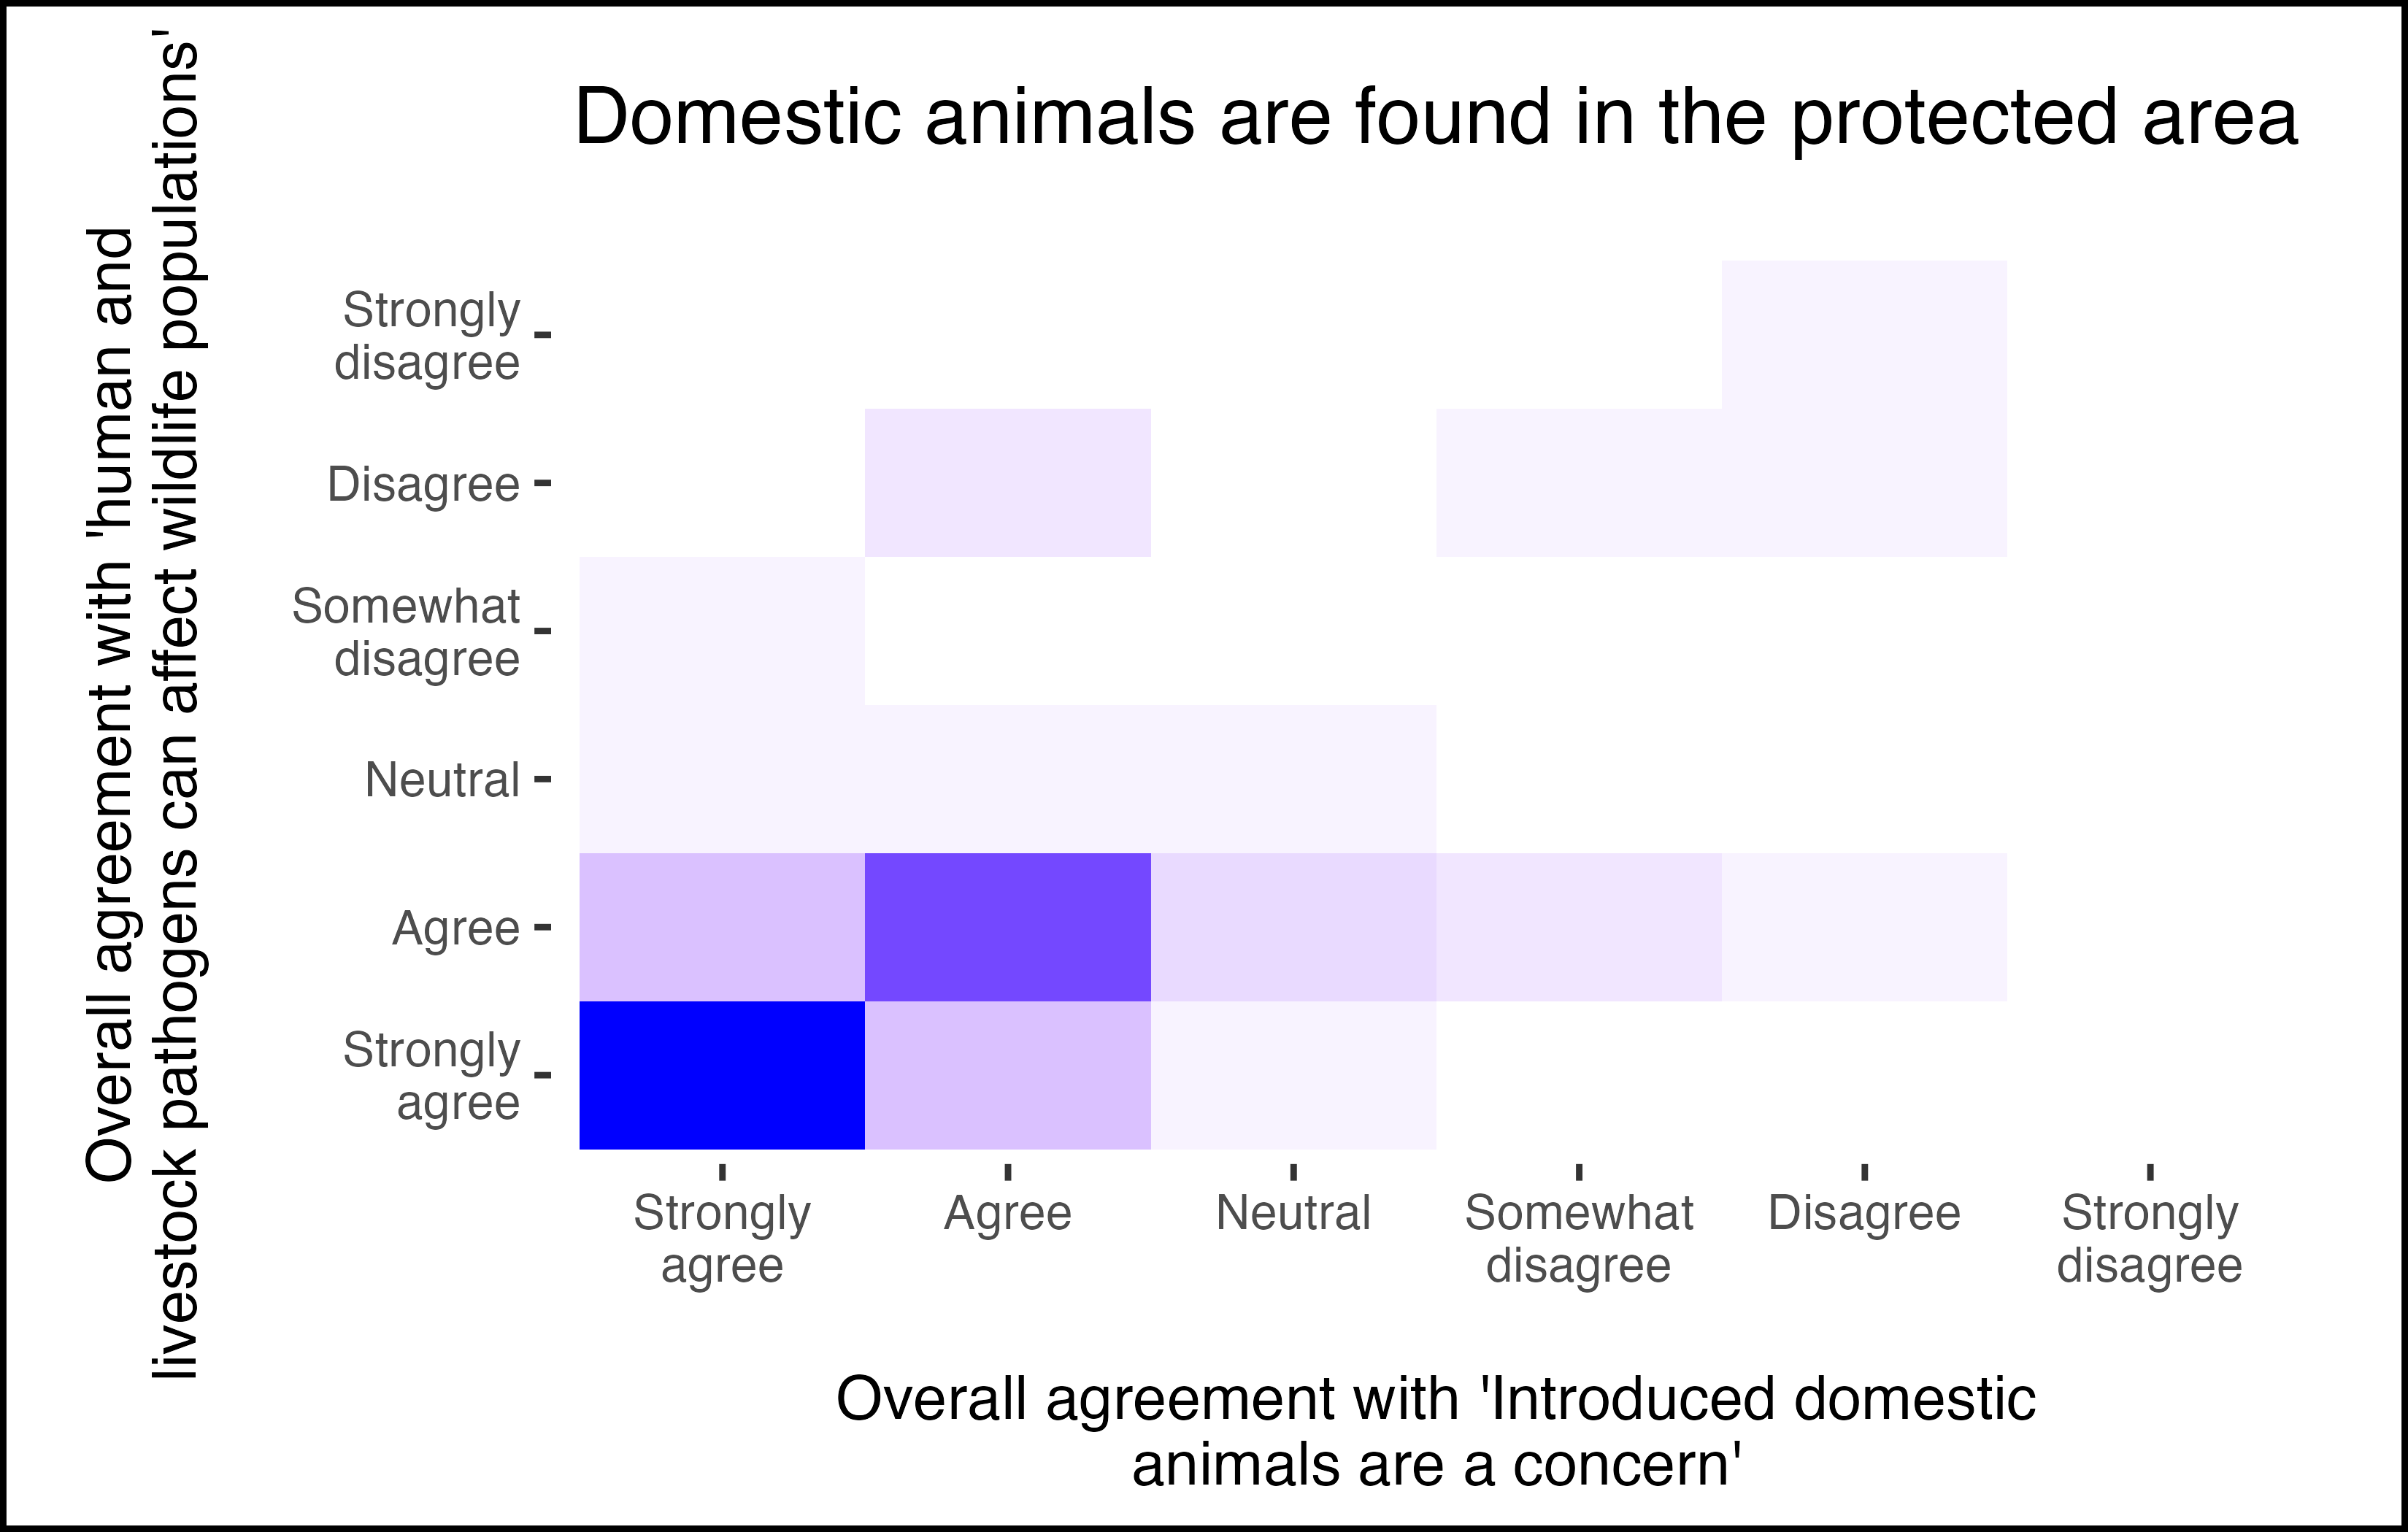 Domestic animals are found in the protected area
Overall agreement with 'human and
livestock pathogens can affect wildlife populations'
Strongly
disagree
Disagree
Somewhat
disagree
Neutral
Agree
Strongly
agree
Strongly
agree
Agree
Neutral
Somewhat
disagree
Disagree
Strongly
disagree
Overall agreement with 'Introduced domestic
animals are a concern'